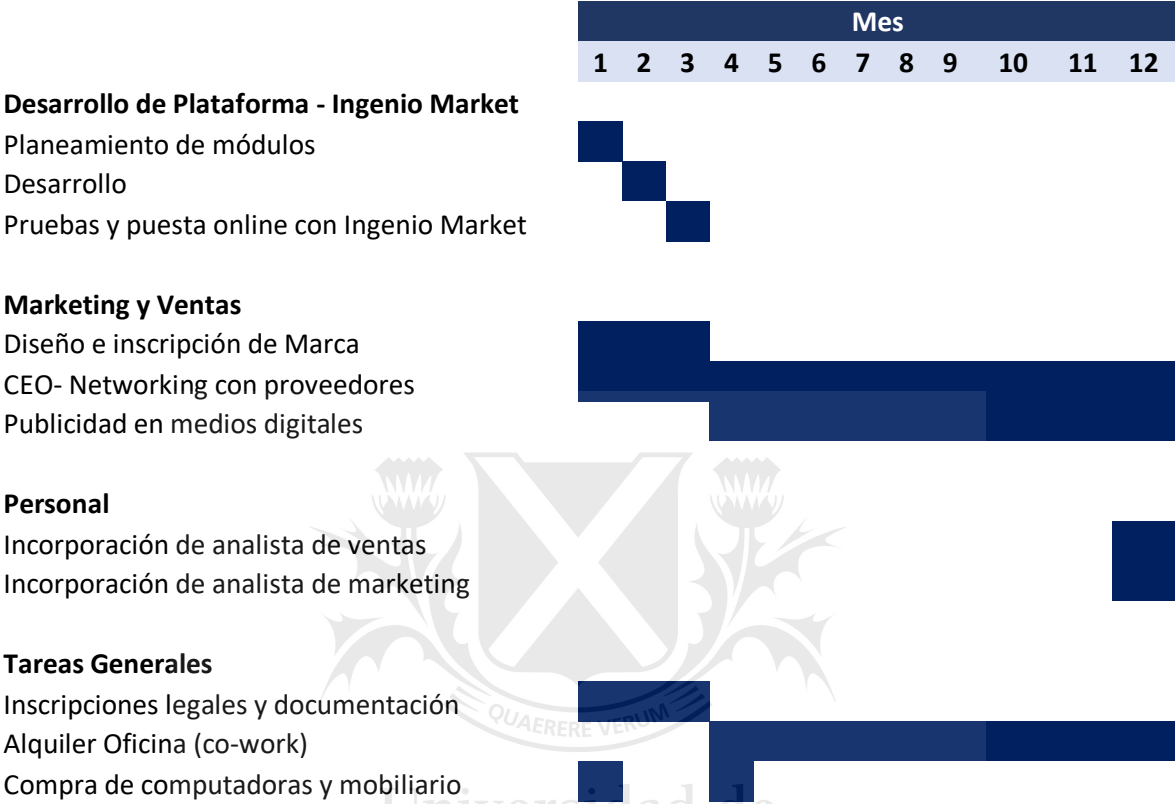 Mes
1 2 3 4 5 6 7 8 9 10 11 12
Desarrollo de Plataforma - Ingenio Market
Planeamiento de módulos
Desarrollo
Pruebas y puesta online con Ingenio Market
Marketing y Ventas
Diseño e inscripción de Marca
CEO- Networking con proveedores
Publicidad en medios digitales
Personal
Incorporación de analista de ventas
Incorporación de analista de marketing
Tareas Generales
Inscripciones legales y documentación
QUAERERE VERUM
Alquiler Oficina (co-work)
Compra de computadoras y mobiliario
Universidad de